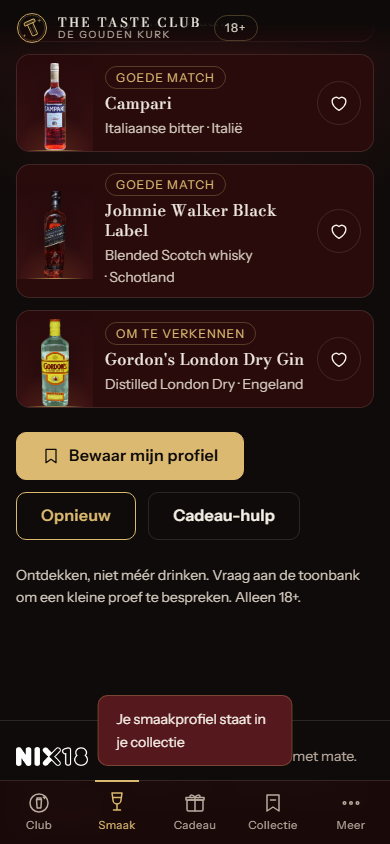 THE TASTE CLUB
DE GOUDEN KURK
18+
GOEDE MATCH
Campari
Italiaanse bitter · Italië
CAMPARI
GOEDE MATCH
Johnnie Walker Black
Label
Blended Scotch whisky
· Schotland
OM TE VERKENNEN
Gordon's London Dry Gin
Distilled London Dry · Engeland
GORDON'S
Bewaar mijn profiel
Opnieuw
Cadeau-hulp
Ontdekken, niet méér drinken. Vraag aan de toonbank
om een kleine proef te bespreken. Alleen 18+.
Je smaakprofiel staat in
je collectie
NIX18
met mate.
Club
Smaak
Cadeau
Collectie
Meer